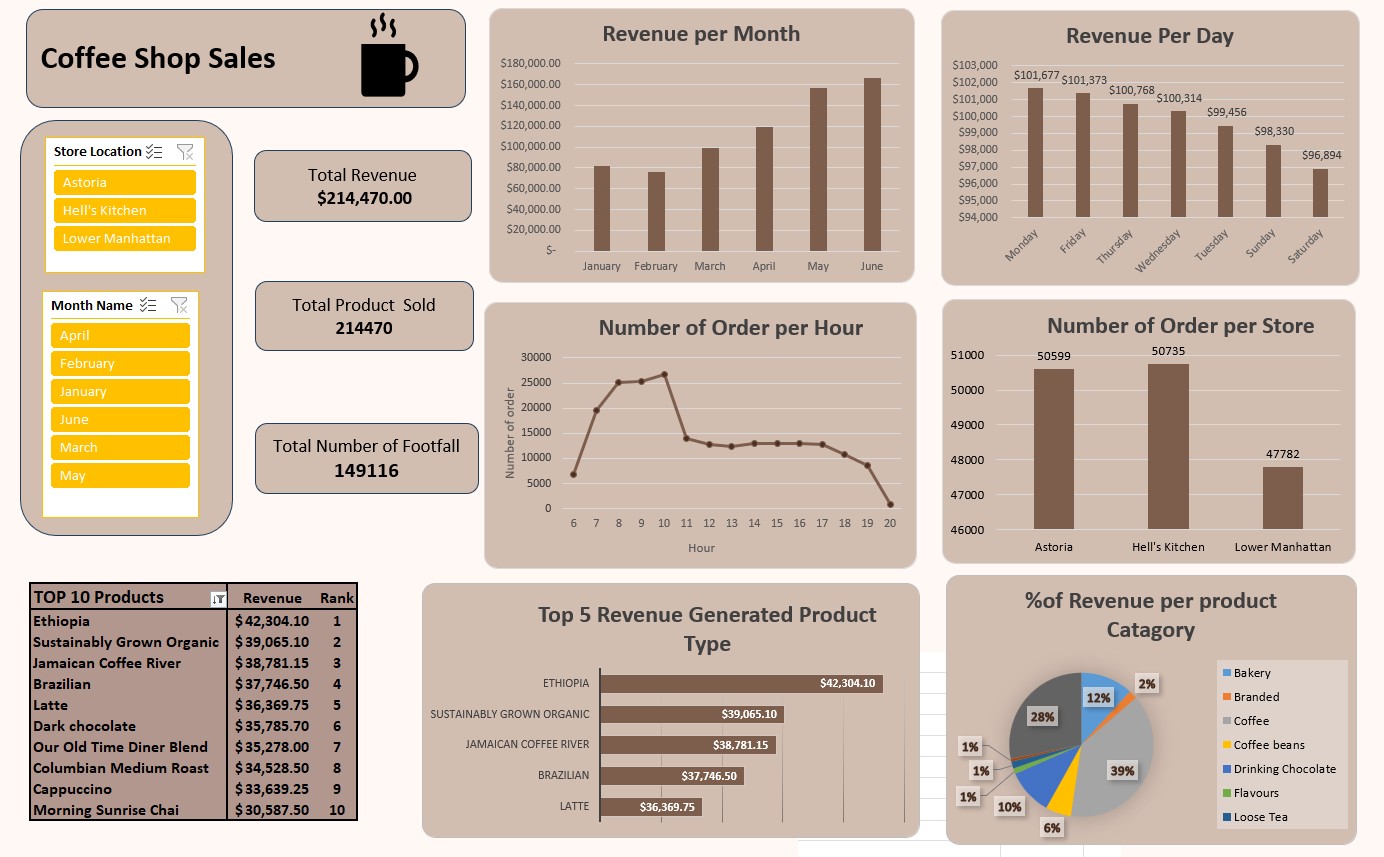 Coffee Shop Sales
Store Location
Astoria
Hell's Kitchen
Lower Manhattan
Month Name
April
February
January
June
March
May
Total Revenue
$214,470.00
Total Product  Sold
214470
Total Number of Footfall
149116
Revenue per Month
$180,000.00
$160,000.00
$140,000.00
$120,000.00
$100,000.00
$80,000.00
$60,000.00
$40,000.00
$20,000.00
$-
January February March April May June
Revenue Per Day
$103,000
$102,000
$101,000
$100,000
$99,000
$98,000
$97,000
$96,000
$95,000
$94,000
$101,677 $101,373 $100,768 $100,314 $99,456 $98,330 $96,894
Monday Friday Thursday Wednesday Tuesday Sunday Saturday
Number of Order per Hour
Number of order
30000
25000
20000
15000
10000
5000
0
6 7 8 9 10 11 12 13 14 15 16 17 18 19 20
Hour
Number of Order per Store
51000
50000
49000
48000
47000
46000
50599 50735 47782
Astoria Hell's Kitchen Lower Manhattan
TOP 10 Products Revenue Rank
Ethiopia $42,304.10 1
Sustainably Grown Organic $39,065.10 2
Jamaican Coffee River $38,781.15 3
Brazilian $37,746.50 4
Latte $36,369.75 5
Dark chocolate $35,785.70 6
Our Old Time Diner Blend $35,278.00 7
Columbian Medium Roast $34,528.50 8
Cappuccino $33,639.25 9
Morning Sunrise Chai $30,587.50 10
Top 5 Revenue Generated Product
Type
ETHIOPIA $42,304.10
SUSTAINABLY GROWN ORGANIC $39,065.10
JAMAICAN COFFEE RIVER $38,781.15
BRAZILIAN $37,746.50
LATTE $36,369.75
%of Revenue per product
Catagory
12%
2%
39%
6%
10%
1%
1%
1%
28%
Bakery
Branded
Coffee
Coffee beans
Drinking Chocolate
Flavours
Loose Tea